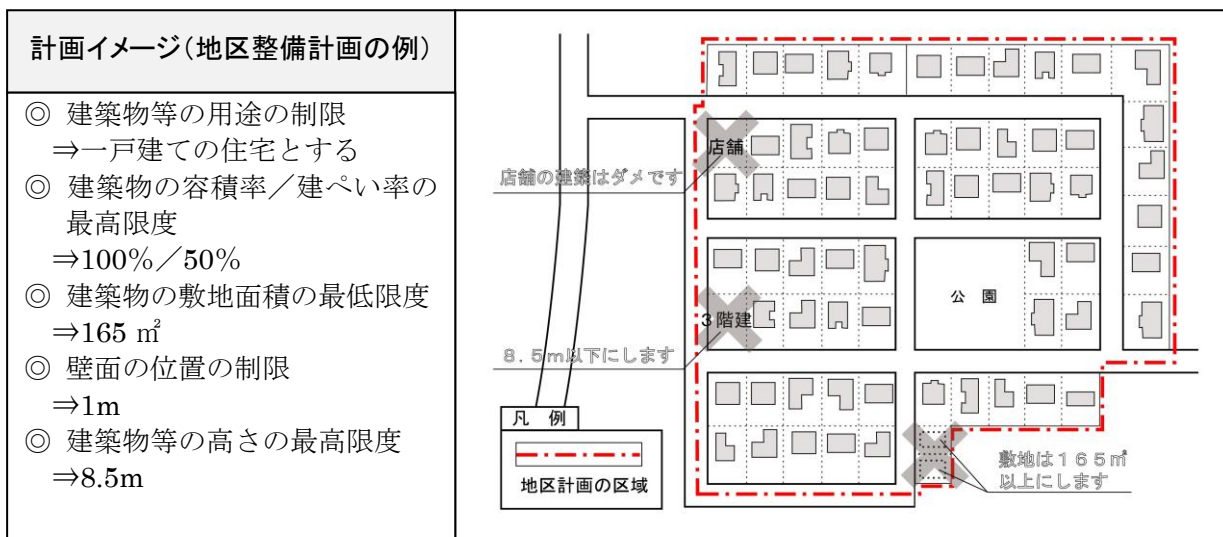 計画イメージ（地区整備計画の例）
◎ 建築物等の用途の制限
⇒一戸建ての住宅とする
◎ 建築物の容積率／建ぺい率の
最高限度
⇒100％／50％
◎ 建築物の敷地面積の最低限度
⇒165 ㎡
◎ 壁面の位置の制限
⇒1m
◎ 建築物等の高さの最高限度
⇒8.5m
店舗
店舗の建築はダメです
公 園
３階建
８．５ｍ以下にします
凡 例
地区計画の区域
敷地は１６５㎡
以上にします